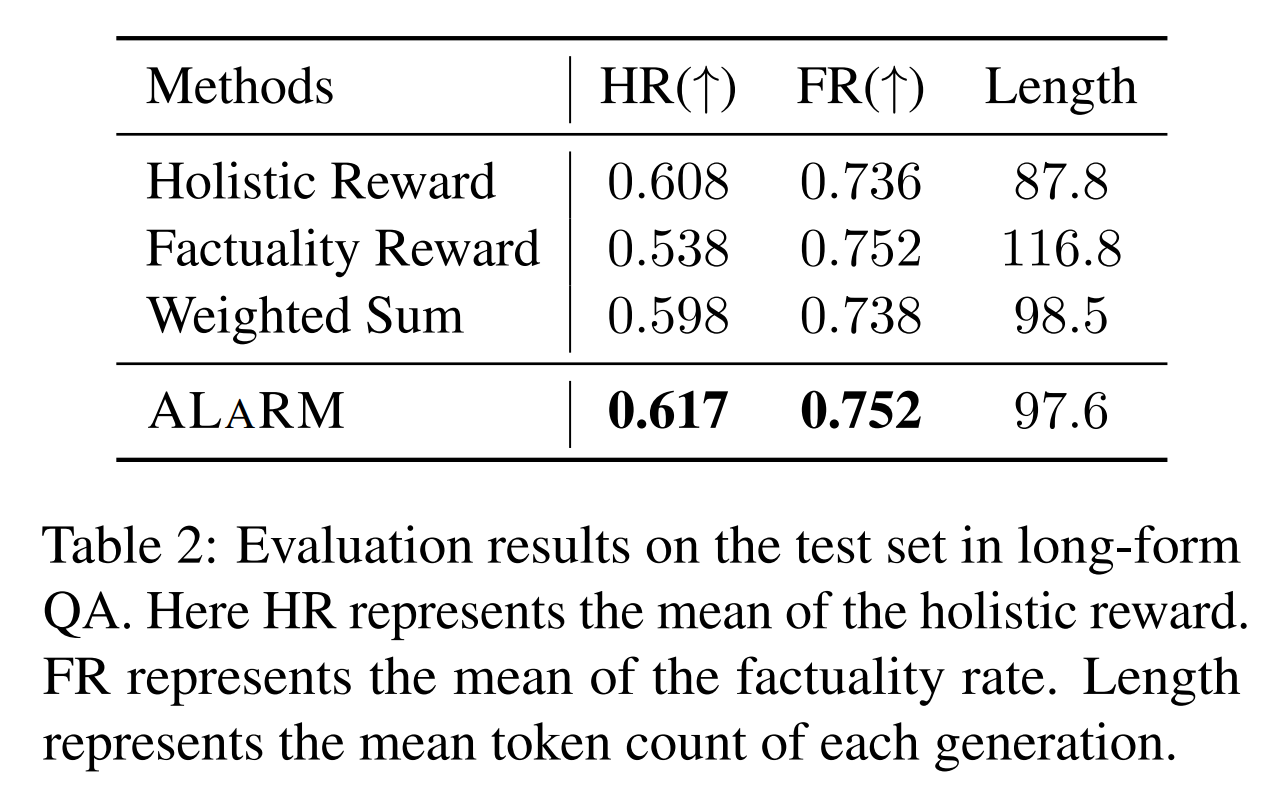 Methods HR(↑) FR(↑) Length
Holistic Reward 0.608 0.736 87.8
Factuality Reward 0.538 0.752 116.8
Weighted Sum 0.598 0.738 98.5
ALARM 0.617 0.752 97.6
Table 2: Evaluation results on the test set in long-form
QA. Here HR represents the mean of the holistic reward.
FR represents the mean of the factuality rate. Length
represents the mean token count of each generation.